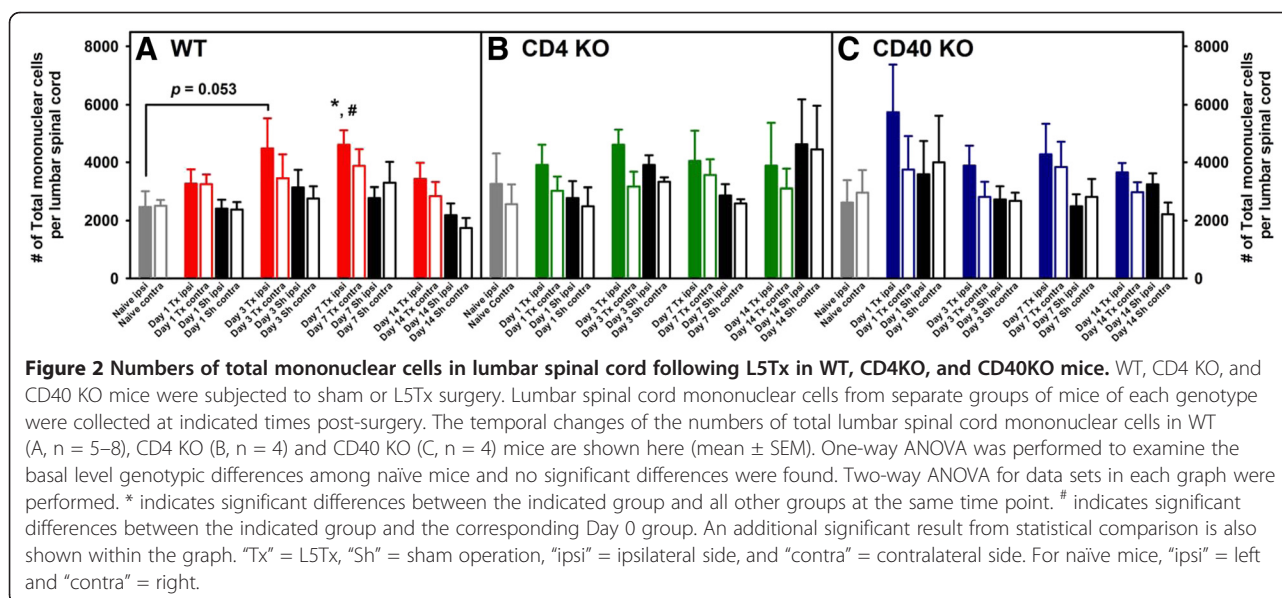 A WT
B CD4 KO
C CD40 KO
8000
6000
4000
2000
0
# of Total mononuclear cells
per lumbar spinal cord
p = 0.053
*, #
Naive ipsi
Naive contra
Day 1 Tx ipsi
Day 1 Tx contra
Day 1 Sh ipsi
Day 1 Sh contra
Day 3 Tx ipsi
Day 3 Tx contra
Day 3 Sh ipsi
Day 3 Sh contra
Day 7 Tx ipsi
Day 7 Tx contra
Day 7 Sh ipsi
Day 7 Sh contra
Day 14 Tx ipsi
Day 14 Tx contra
Day 14 Sh ipsi
Day 14 Sh contra
Naive ipsi
Naive Contra
Day 1 Tx ipsi
Day 1 Tx contra
Day 1 Sh ipsi
Day 1 Sh contra
Day 3 Tx ipsi
Day 3 Tx contra
Day 3 Sh ipsi
Day 3 Sh contra
Day 7 Tx ipsi
Day 7 Tx contra
Day 7 Sh ipsi
Day 7 Sh contra
Day 14 Tx ipsi
Day 14 Tx contra
Day 14 Sh ipsi
Day 14 Sh contra
Naive ipsi
Naive contra
Day 1 Tx ipsi
Day 1 Tx contra
Day 1 Sh ipsi
Day 1 Sh contra
Day 3 Tx ipsi
Day 3 Tx contra
Day 3 Sh ipsi
Day 3 Sh contra
Day 7 Tx ipsi
Day 7 Tx contra
Day 7 Sh ipsi
Day 7 Sh contra
Day 14 Tx ipsi
Day 14 Tx contra
Day 14 Sh ipsi
Day 14 Sh contra
8000
6000
4000
2000
0
# of Total mononuclear cells
per lumbar spinal cord
Figure 2 Numbers of total mononuclear cells in lumbar spinal cord following L5Tx in WT, CD4KO, and CD40KO mice. WT, CD4 KO, and
CD40 KO mice were subjected to sham or L5Tx surgery. Lumbar spinal cord mononuclear cells from separate groups of mice of each genotype
were collected at indicated times post-surgery. The temporal changes of the numbers of total lumbar spinal cord mononuclear cells in WT
(A, n = 5–8), CD4 KO (B, n = 4) and CD40 KO (C, n = 4) mice are shown here (mean ± SEM). One-way ANOVA was performed to examine the
basal level genotypic differences among naïve mice and no significant differences were found. Two-way ANOVA for data sets in each graph were
performed. * indicates significant differences between the indicated group and all other groups at the same time point. # indicates significant
differences between the indicated group and the corresponding Day 0 group. An additional significant result from statistical comparison is also
shown within the graph. "Tx" = L5Tx, "Sh" = sham operation, "ipsi" = ipsilateral side, and "contra" = contralateral side. For naïve mice, "ipsi" = left
and "contra" = right.